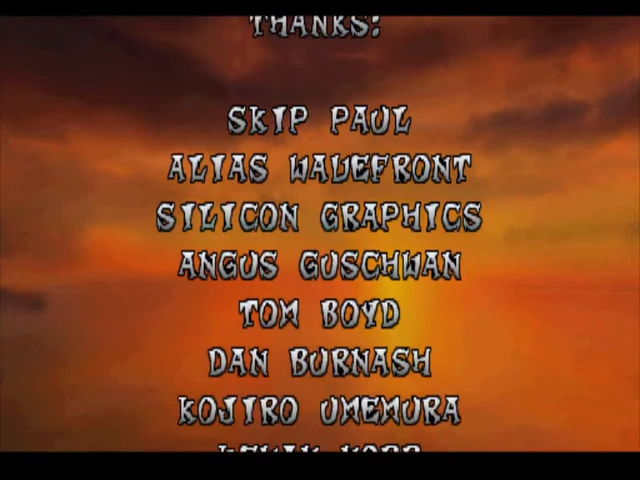 THANKS:
SKIP PAUL
ALIAS WAVEFRONT
SILICON GRAPHICS
ANGUS GUSCHWAN
TOM BOYD
DAN BURNASH
KOJIRO UMEMURA